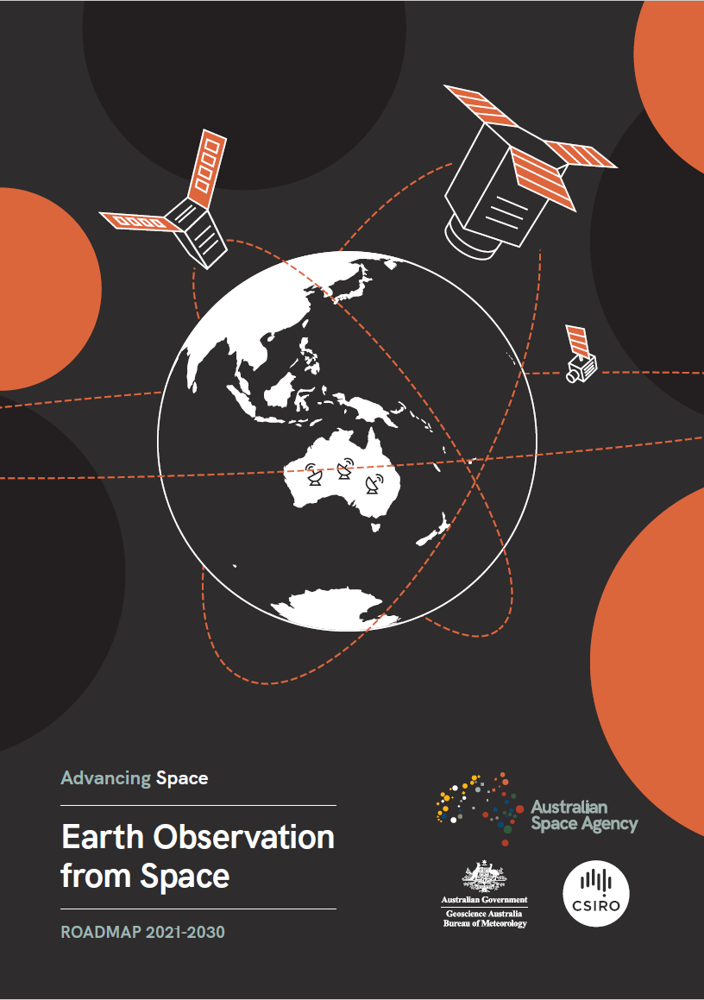 Advancing Space
Earth Observation
from Space
ROADMAP 2021-2030
Australian
Space Agency
Australian Government
Geoscience Australia
Bureau of Meteorology
CSIRO